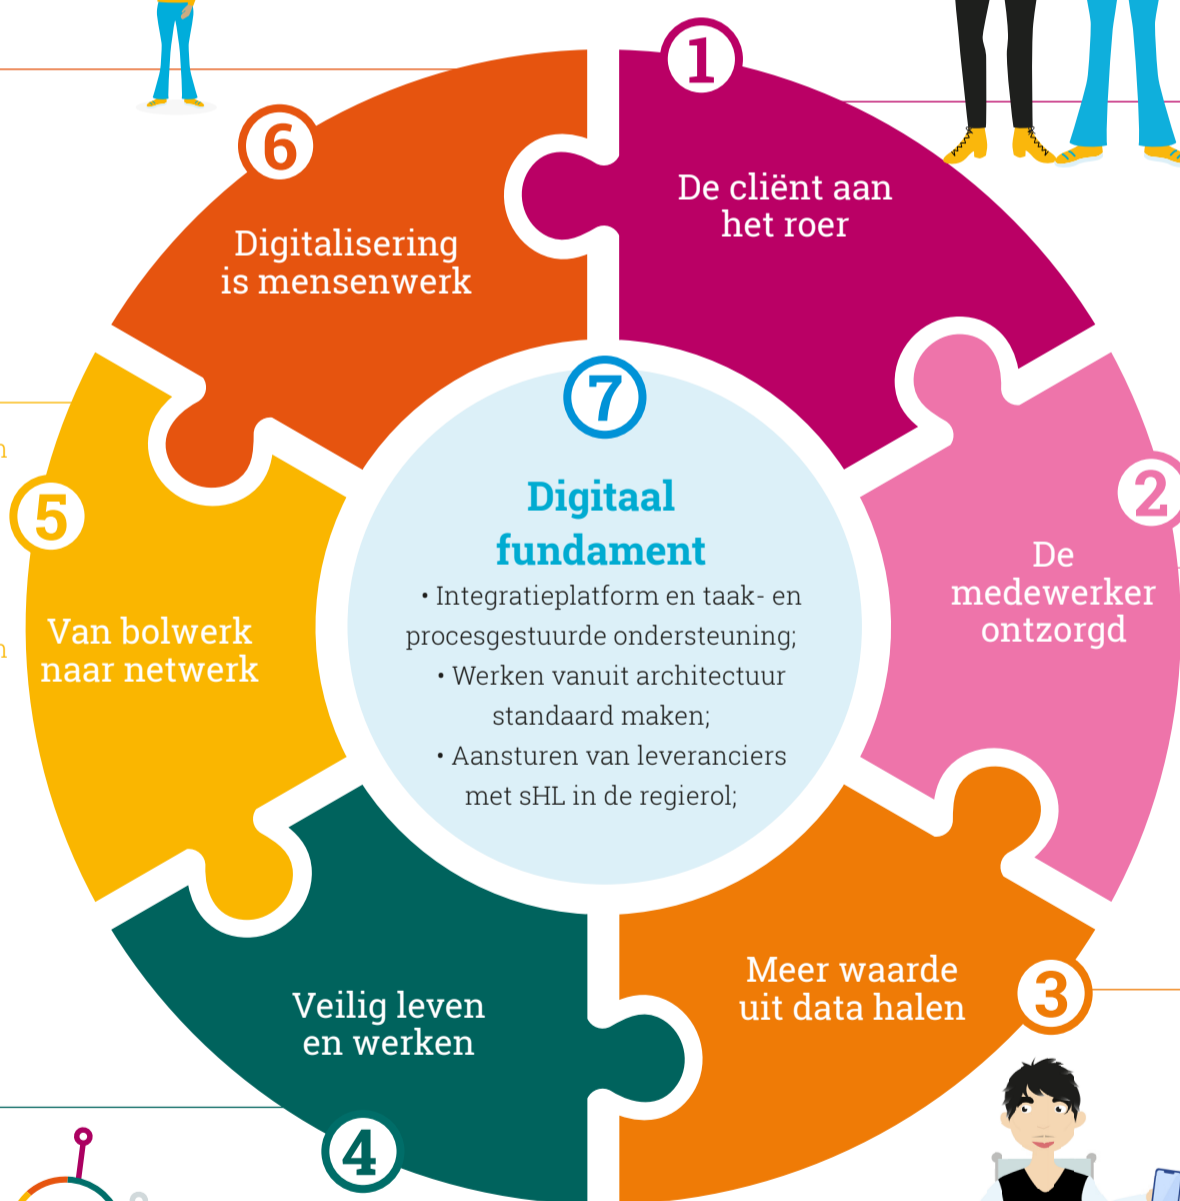 1
De cliënt aan
het roer
2
De
medewerker
ontzorgd
3
Meer waarde
uit data halen
4
Veilig leven
en werken
5
Van bolwerk
naar netwerk
6
Digitalisering
is mensenwerk
7
Digitaal
fundament
• Integratieplatform en taak- en
procesgestuurde ondersteuning;
• Werken vanuit architectuur
standaard maken;
• Aansturen van leveranciers
met sHL in de regierol;